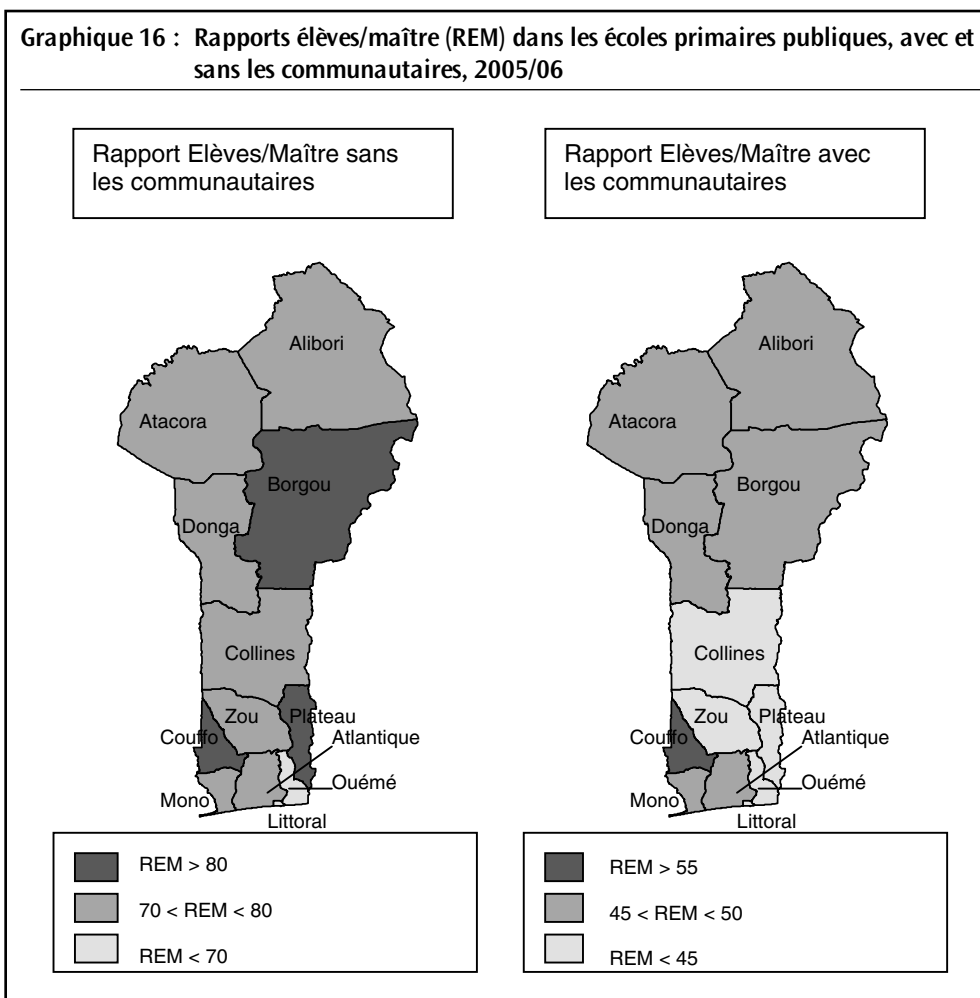 Graphique 16 : Rapports élèves/maître (REM) dans les écoles primaires publiques, avec et
sans les communautaires, 2005/06
Rapport Elèves/Maître sans
les communautaires
Alibori
Atacora
Borgou
Donga
Collines
Zou
Plateau
Couffo
Atlantique
Ouémé
Mono
Littoral
REM > 80
70 < REM < 80
REM < 70
Rapport Elèves/Maître avec
les communautaires
Alibori
Atacora
Borgou
Donga
Collines
Zou
Plateau
Couffo
Atlantique
Ouémé
Mono
Littoral
REM > 55
45 < REM < 50
REM < 45